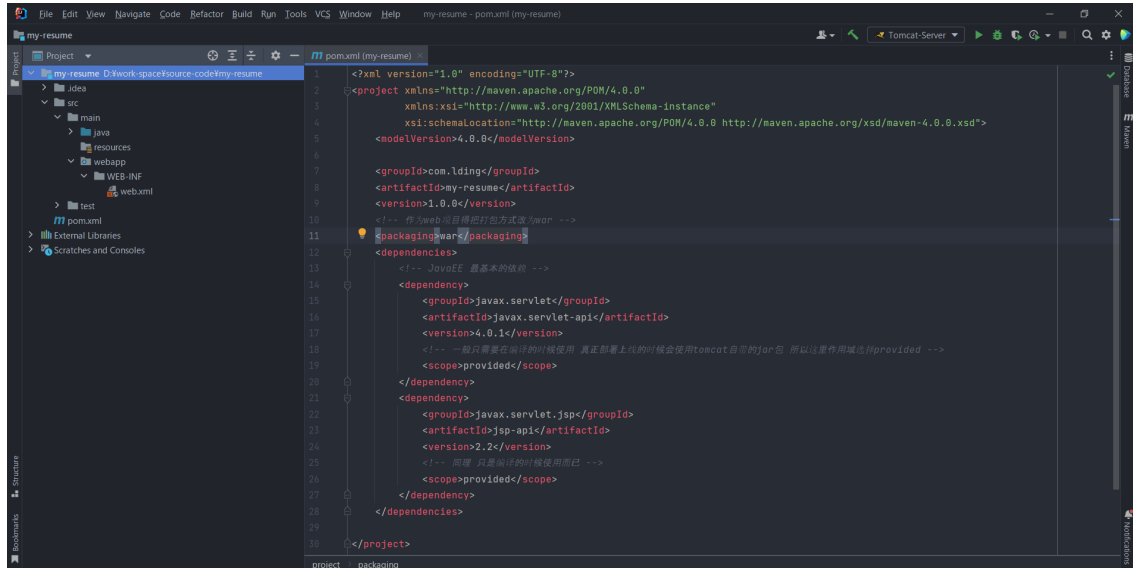 File Edit View Navigate Code Refactor Build Run Tools VCS Window Help my-resume - pom.xml (my-resume)
my-resume
Tomcat-Server
Project
pom.xml (my-resume)
Project
my-resume D:¥work-space¥source-code¥my-resume
.idea
src
main
java
resources
webapp
WEB-INF
web.xml
test
m pom.xml
External Libraries
Scratches and Consoles
1 <?xml version="1.0" encoding="UTF-8"?>
2 <project xmlns="http://maven.apache.org/POM/4.0.0"
3 xmlns:xsi="http://www.w3.org/2001/XMLSchema-instance"
4 xsi:schemaLocation="http://maven.apache.org/POM/4.0.0 http://maven.apache.org/xsd/maven-4.0.0.xsd">
5 <modelVersion>4.0.0</modelVersion>
6
7 <groupId>com.lding</groupId>
8 <artifactId>my-resume</artifactId>
9 <version>1.0.0</version>
10 <!-- 作为web项目得把打包方式改为war -->
11 <packaging>war</packaging>
12 <dependencies>
13 <!-- JavaEE 最基本的依赖 -->
14 <dependency>
15 <groupId>javax.servlet</groupId>
16 <artifactId>javax.servlet-api</artifactId>
17 <version>4.0.1</version>
18 <!-- 一般只需要在编译的时候使用 真正部署上线的时候会使用tomcat自带的jar包 所以这里作用域选择provided -->
19 <scope>provided</scope>
20 </dependency>
21 <dependency>
22 <groupId>javax.servlet.jsp</groupId>
23 <artifactId>jsp-api</artifactId>
24 <version>2.2</version>
25 <!-- 同理 只是编译的时候使用而已 -->
26 <scope>provided</scope>
27 </dependency>
28 </dependencies>
29
30 </project>
project packaging
Structure
Bookmarks
Database
m Maven
Notifications